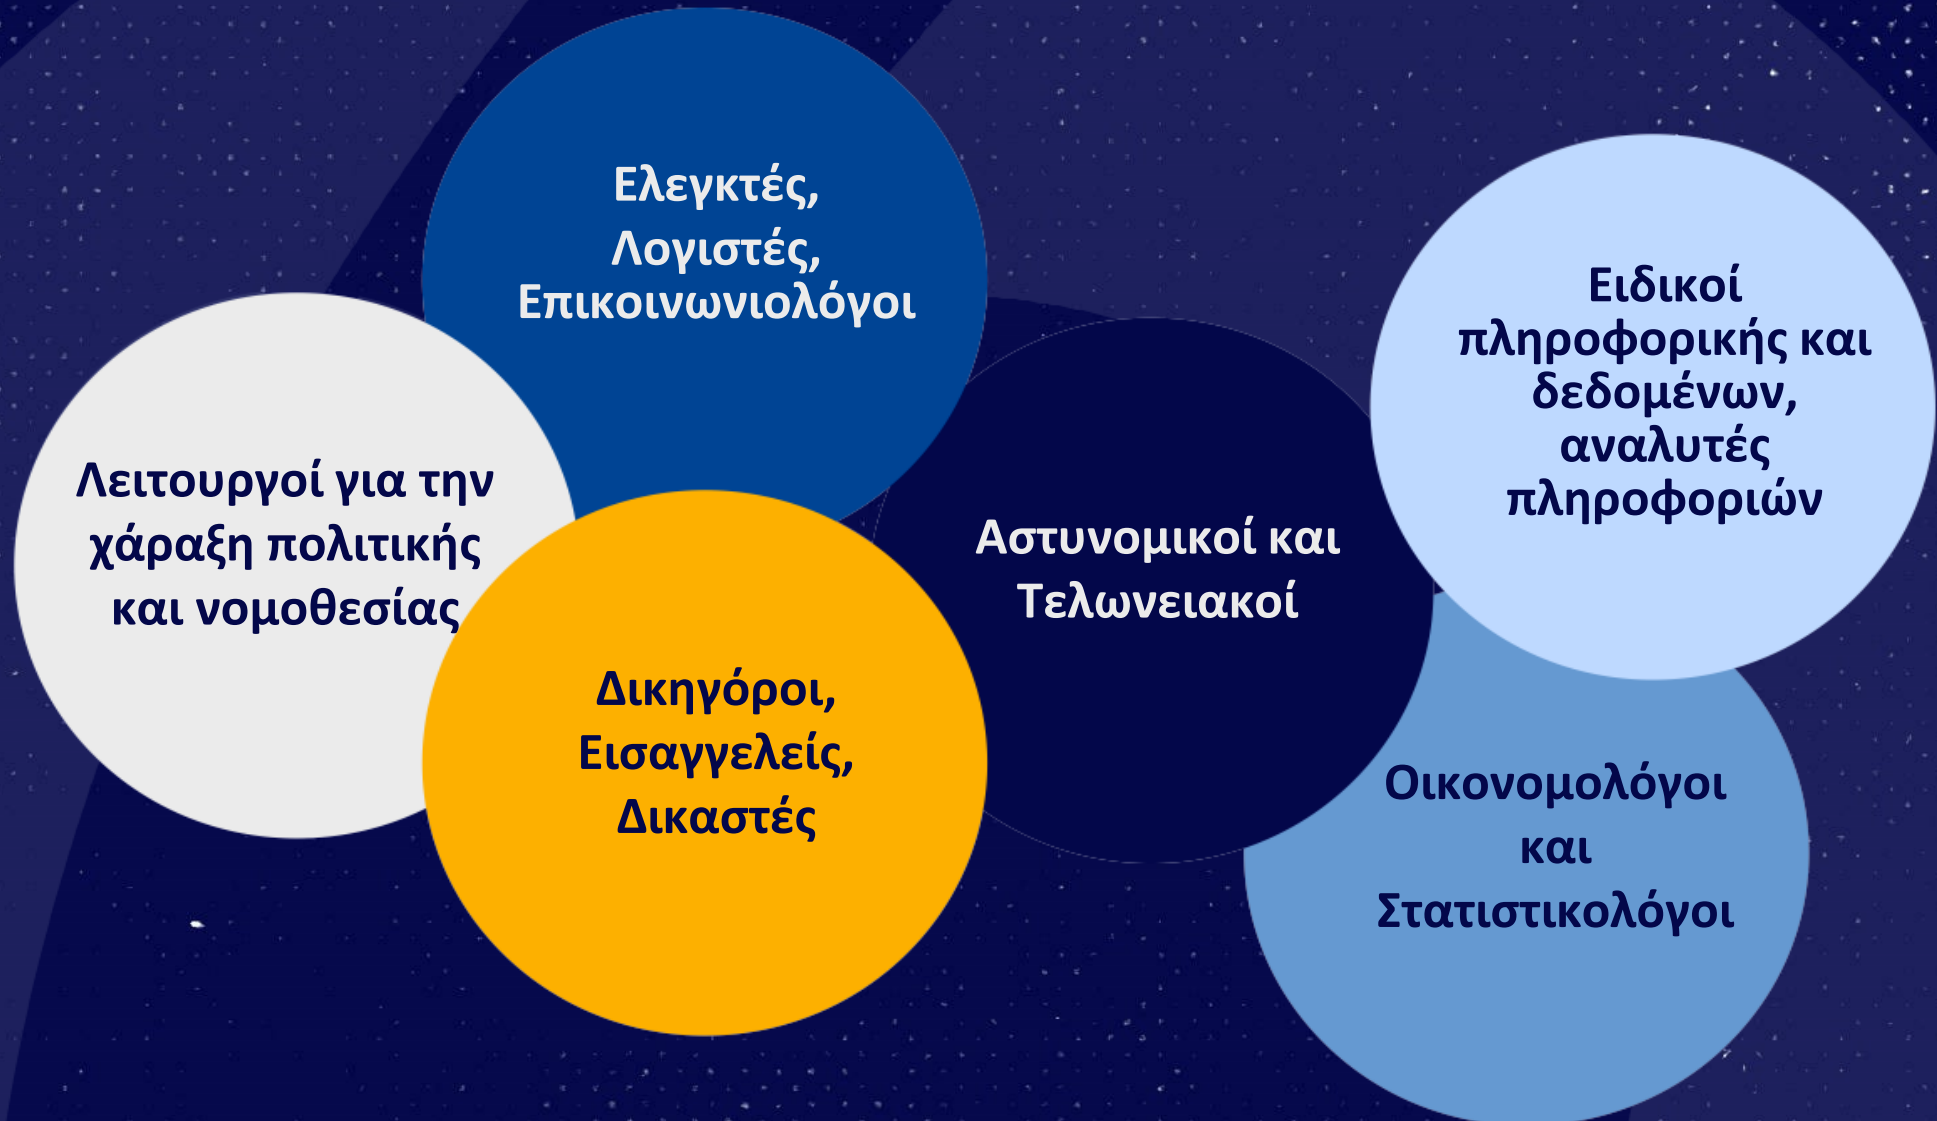 Λειτουργοί για την
χάραξη πολιτικής
και νομοθεσίας
Ελεγκτές,
Λογιστές,
Επικοινωνιολόγοι
Δικηγόροι,
Εισαγγελείς,
Δικαστές
Αστυνομικοί και
Τελωνειακοί
Ειδικοί
πληροφορικής και
δεδομένων,
αναλυτές
πληροφοριών
Οικονομολόγοι
και
Στατιστικολόγοι